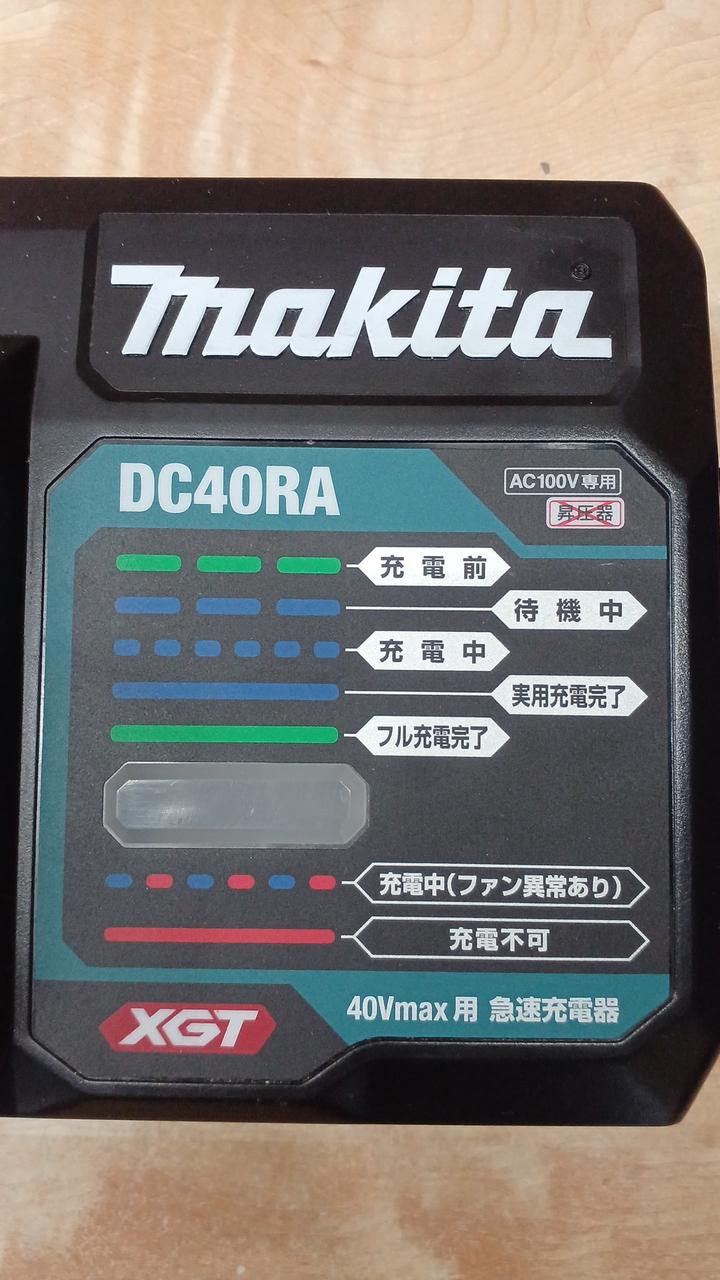 makita®
DC40RA
AC100V専用
昇圧器
充電前
待機中
充電中
実用充電完了
フル充電完了
充電中(ファン異常あり)
充電不可
XGT
40Vmax用 急速充電器